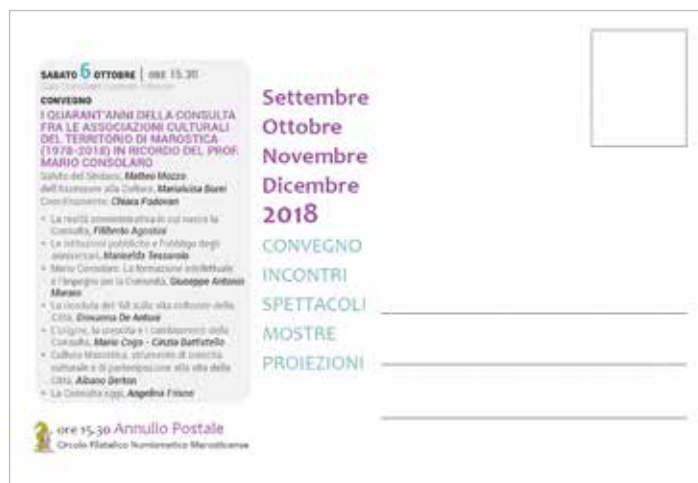 SABATO 6 OTTOBRE | ORE 15.30
CONVEGNO
I QUARANT'ANNI DELLA CONSULTA
FRA LE ASSOCIAZIONI CULTURALI
DEL TERRITORIO DI MAROSTICA
(1978-2018) IN RICORDO DEL PROF.
MARIO CONSOLARO
Saluto del Sindaco, Matteo Mozzo
dell'Assessore alla Cultura,
Coordinamento: Chiara Padovan
• La realtà amministrativa in cui nasce la
Consulta, Filiberto Agostini
• Le istituzioni pubbliche e l'obbligo degli
anniversari, Mariselda Tessarolo
• Mario Consolaro: La formazione intellettuale
e l'impegno per la Comunità, Giuseppe Antonio
Muraro
• La ricaduta del '68 sulla vita culturale della
Città, Giovanna De Antoni
• L'origine, la crescita e i cambiamenti della
Consulta, Mario Cogo - Cinzia Battistello
• Cultura Marostica, strumento di
culturale e di partecipazione alla vita della
Città, Albano Berton
• La Consulta oggi, Angelina Frison
ore 15.30 Annullo Postale
Circolo Filatelico Numismatico Marosticense
Settembre
Ottobre
Novembre
Dicembre
2018
CONVEGNO
INCONTRI
SPETTACOLI
MOSTRE
PROIEZIONI